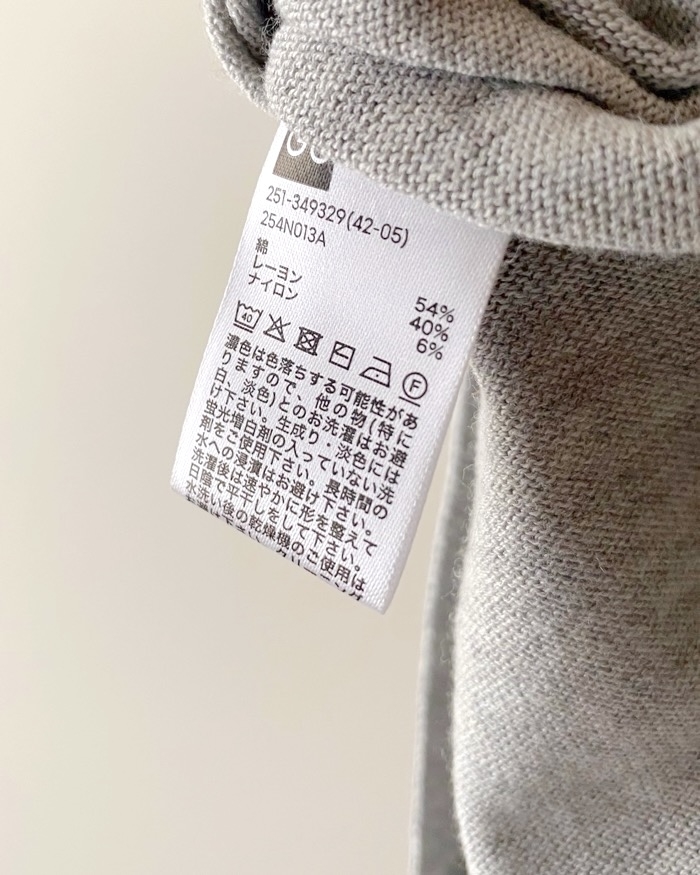 GU
251-349329(42-05)
254N013A
綿 54%
レーヨン 40%
ナイロン 6%
40
F
濃色は色落ちする可能性があ
りますので、他の物(特に
白、淡色)とのお洗濯はお避
け下さい。生成り・淡色には
蛍光増白剤の入っていない洗
剤をご使用下さい。長時間の
水への浸漬はお避け下さい。
洗濯後は速やかに形を整えて
日陰で平干しをして下さい。
水洗い後の乾燥機のご使用は